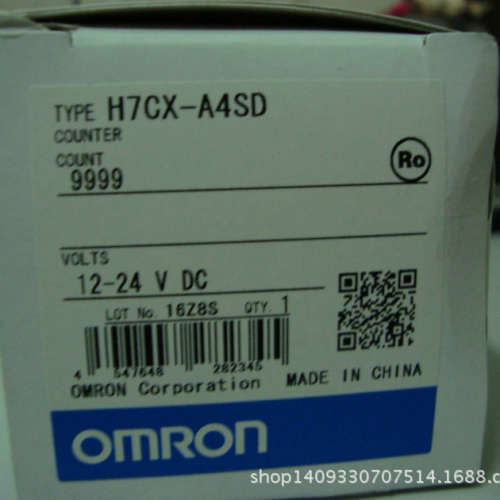 TYPE H7CX-A4SD
COUNTER
COUNT
9999
Ro
VOLTS
12-24 V DC
LOT No. 16Z8S QTY. 1
4 547648 282345
OMRON Corporation MADE IN CHINA
OMRON
shop1409330707514.1688.c